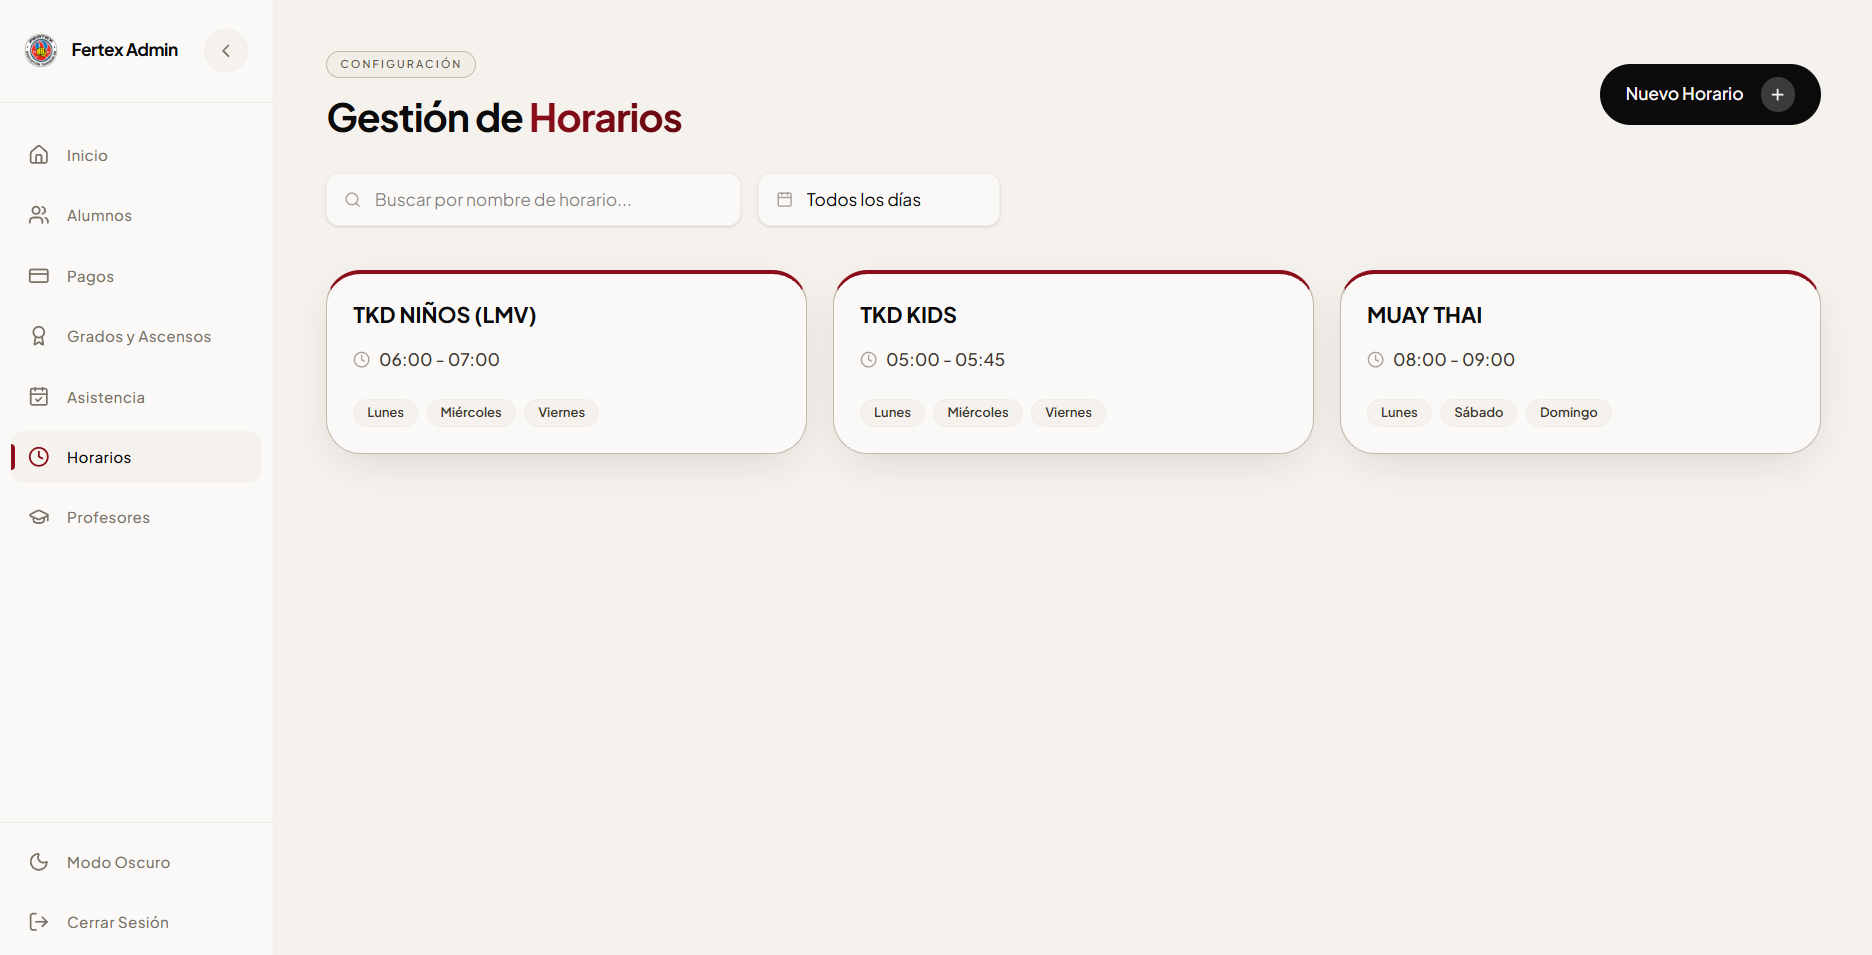 Fertex Admin
Inicio
Alumnos
Pagos
Grados y Ascensos
Asistencia
Horarios
Profesores
Modo Oscuro
Cerrar Sesión
CONFIGURACIÓN
Gestión de Horarios
Nuevo Horario
Buscar por nombre de horario...
Todos los días
TKD NIÑOS (LMV)
06:00 - 07:00
Lunes Miércoles Viernes
TKD KIDS
05:00 - 05:45
Lunes Miércoles Viernes
MUAY THAI
08:00 - 09:00
Lunes Sábado Domingo